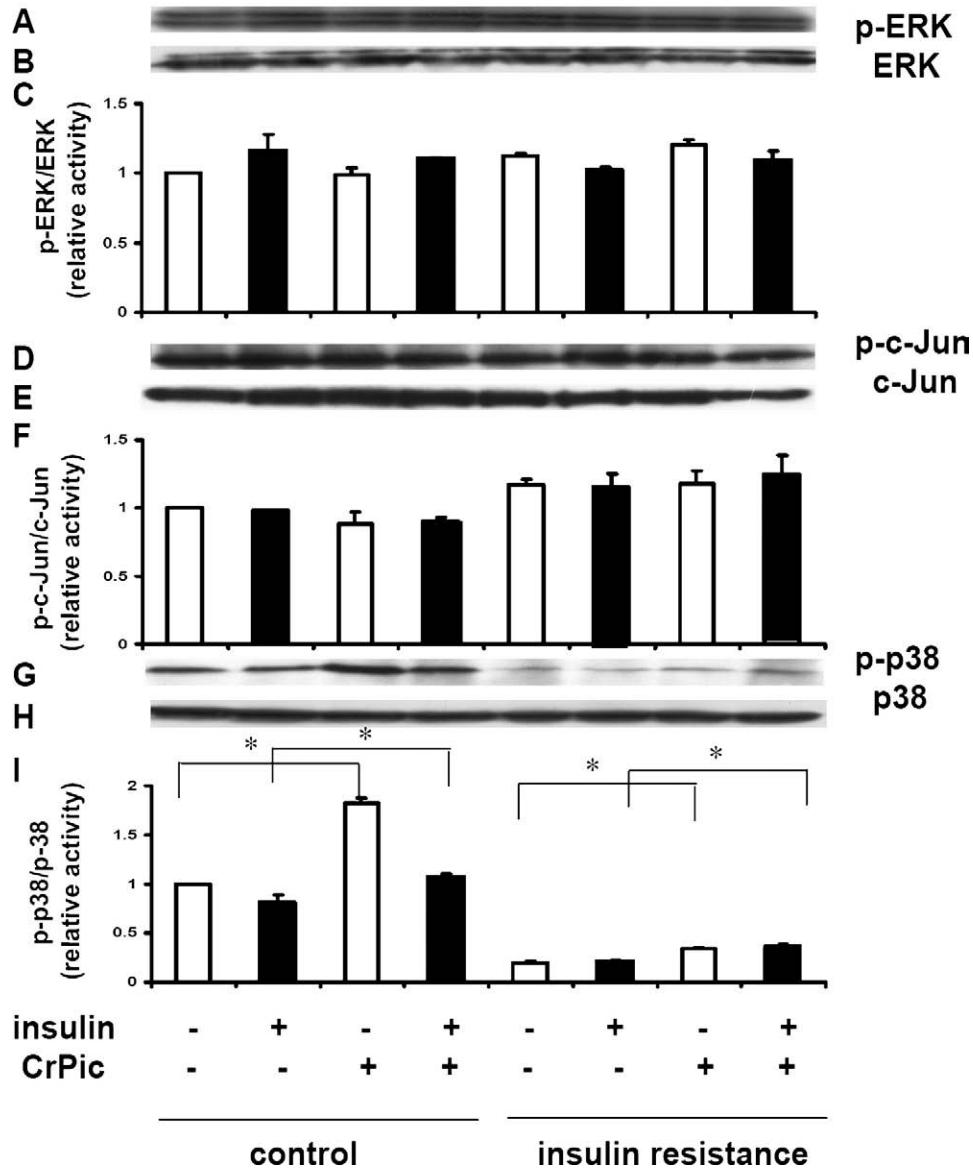 A
p-ERK
B
ERK
C
p-ERK/ERK
(relative activity)
1.5
1
0.5
0
D
p-c-Jun
E
c-Jun
F
p-c-Jun/c-Jun
(relative activity)
1.5
1
0.5
0
G
p-p38
H
p38
I
* * * *
p-p38/p-38
(relative activity)
2
1.5
1
0.5
0
insulin - + - + - + - +
CrPic - - + + - - + +
control insulin resistance